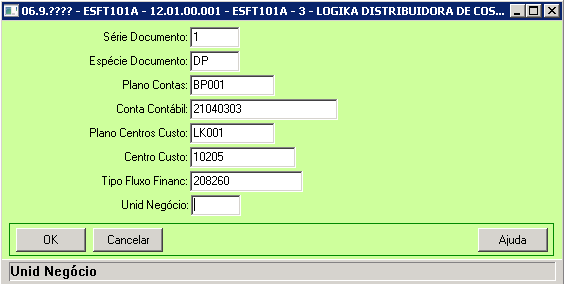 06.9.???? - ESFT101A - 12.01.00.001 - ESFT101A - 3 - LOGIKA DISTRIBUIDORA DE COS...
Série Documento: 1
Espécie Documento: DP
Plano Contas: BP001
Conta Contábil: 21040303
Plano Centros Custo: LK001
Centro Custo: 10205
Tipo Fluxo Financ: 208260
Unid Negócio:
OK Cancelar Ajuda
Unid Negócio